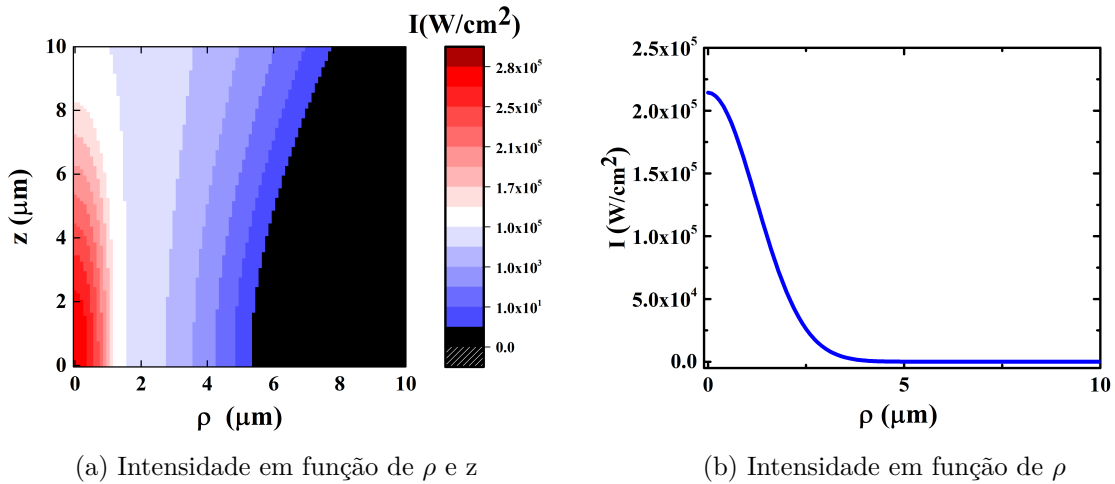 I(W/cm²)
10
8
6
4
2
0
z (µm)
0 2 4 6 8 10
ρ (µm)
2.8x10⁵
2.5x10⁵
2.1x10⁵
1.7x10⁵
1.0x10⁵
1.0x10³
1.0x10¹
0.0
2.5x10⁵
2.0x10⁵
1.5x10⁵
1.0x10⁵
5.0x10⁴
0.0
I (W/cm²)
0 5 10
ρ (µm)
(a) Intensidade em função de ρ e z
(b) Intensidade em função de ρ